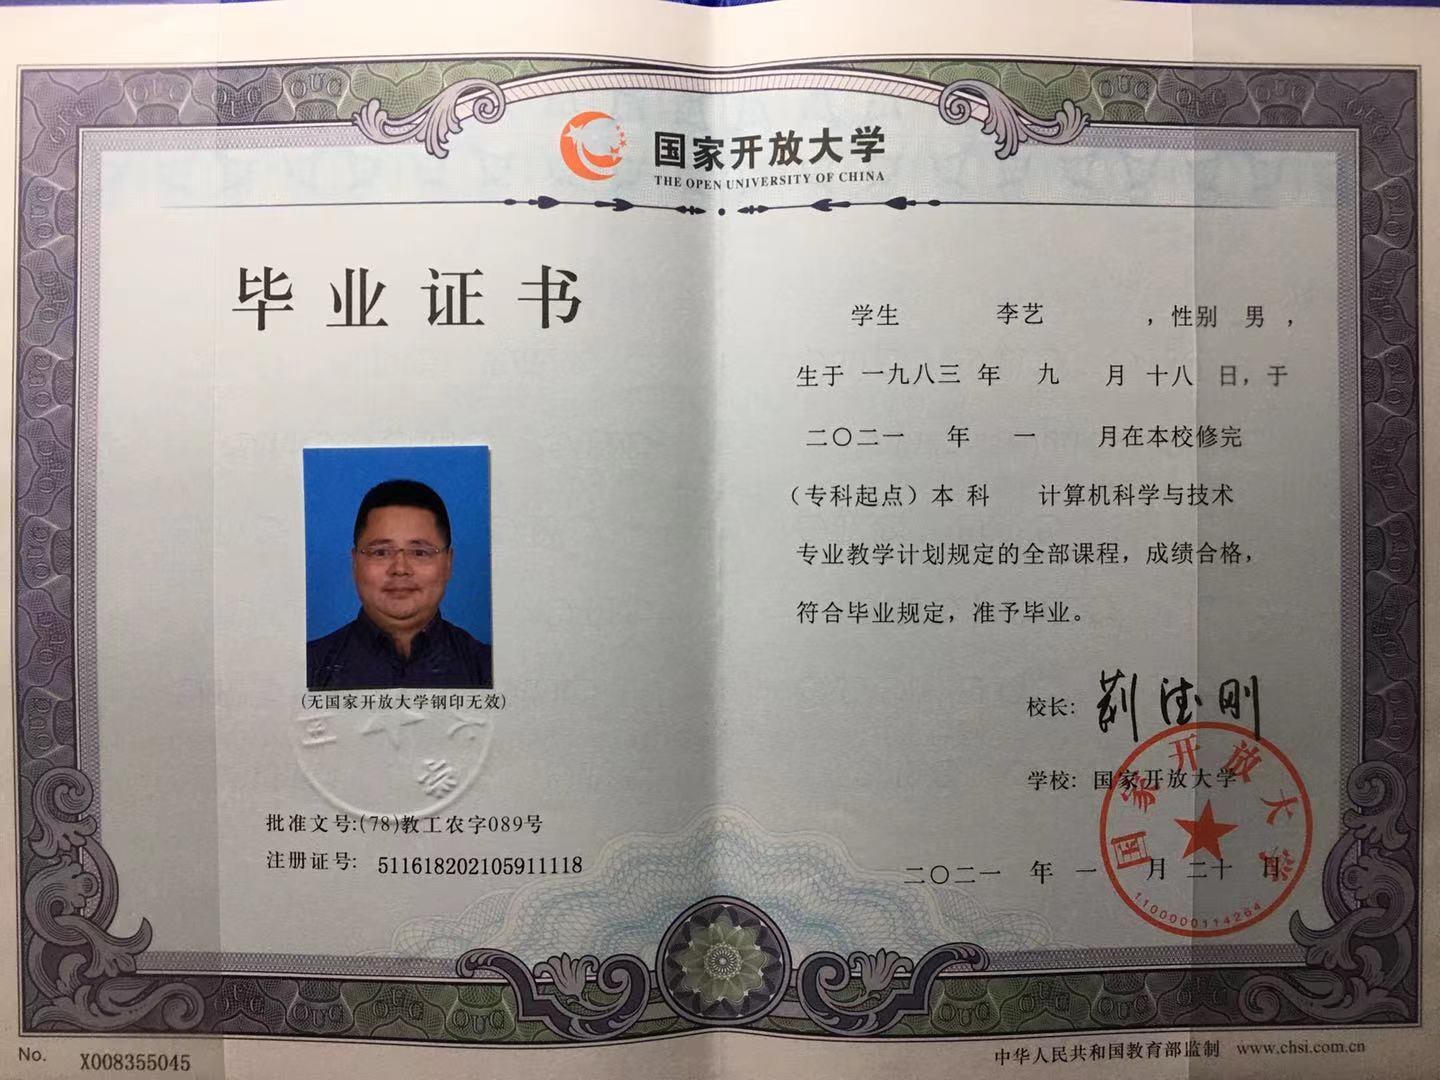 国家开放大学
THE OPEN UNIVERSITY OF CHINA
毕业证书
(无国家开放大学钢印无效)
批准文号:(78)教工农字089号
注册证号: 511618202105911118
学生 李艺 ,性别 男 ,
生于 一九八三 年 九 月 十八 日,于
二〇二一 年 一 月在本校修完
(专科起点)本 科 计算机科学与技术
专业教学计划规定的全部课程,成绩合格,
符合毕业规定,准予毕业。
校长: 荆德刚
学校: 国家开放大学
二〇二一 年 一 月 二十 日
国家开放大学
1100000114264
No. X008355045
中华人民共和国教育部监制 www.chsi.com.cn